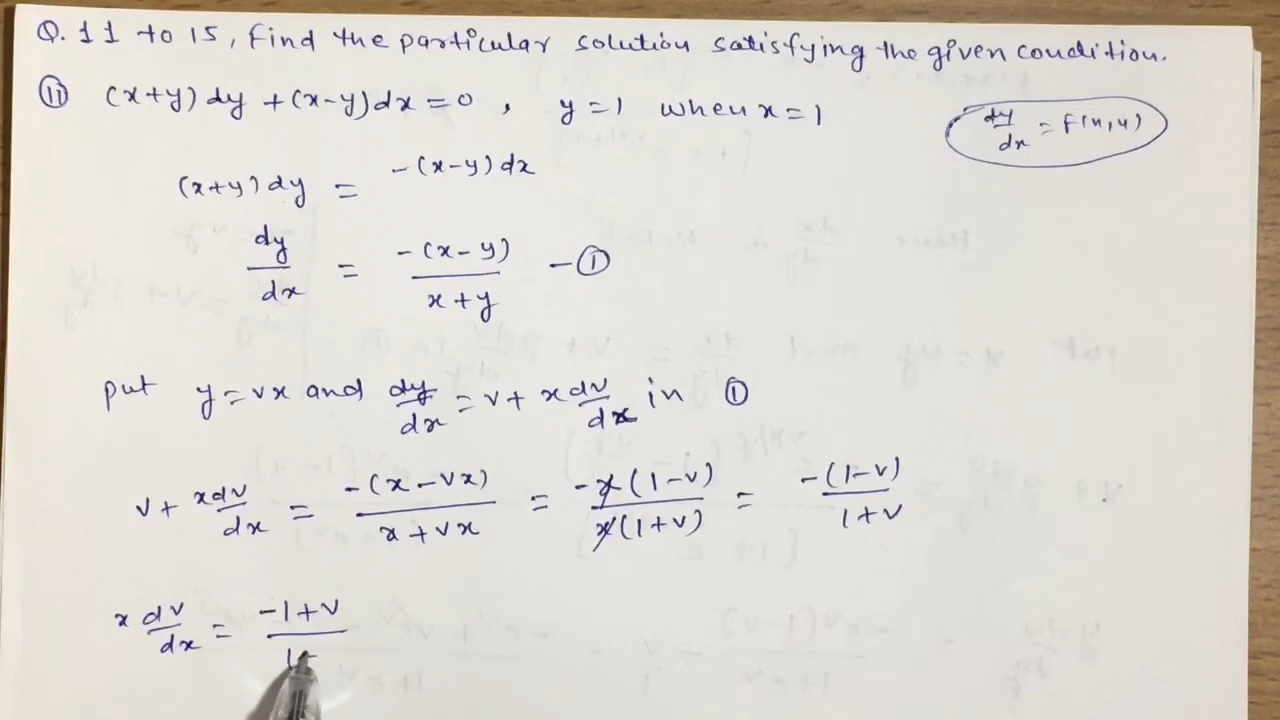 Q. 11 to 15, Find the particular solution satisfying the given condition.
⑪ (x+y) dy + (x-y)dx = 0 , y = 1 when x = 1
dy/dx = F(x,y)
(x+y) dy = -(x-y) dx
dy/dx = -(x-y)/x+y - ①
put y = vx and dy/dx = v + x dv/dx in ①
v + x dv/dx = -(x-vx)/x+vx = -x(1-v)/x(1+v) = -(1-v)/1+v
x dv/dx = -1+v/1+